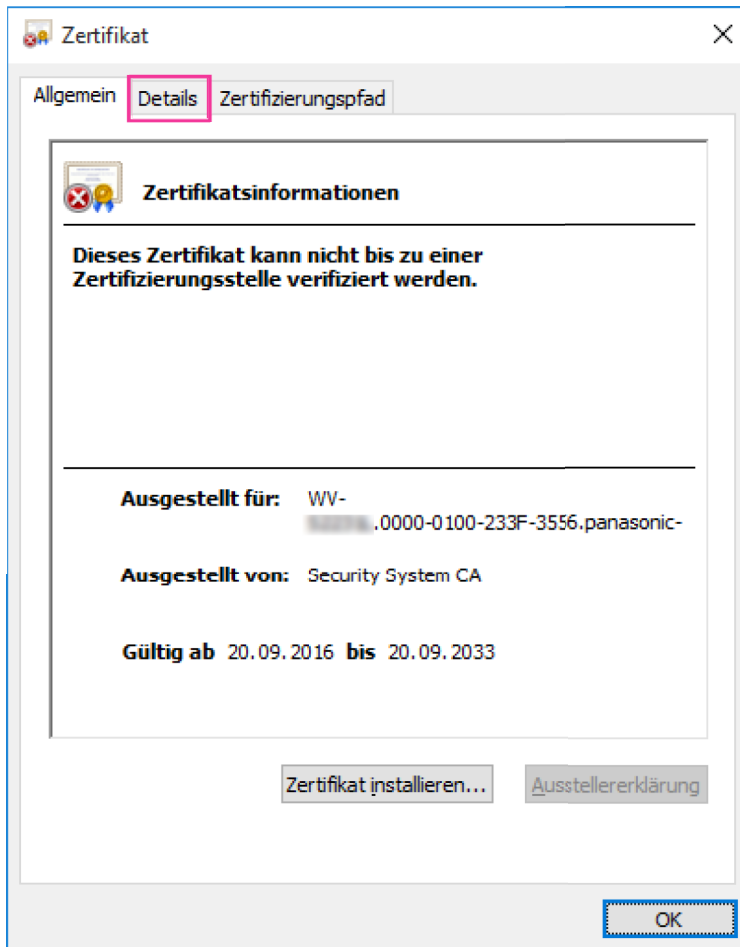 Zertifikat
Allgemein Details Zertifizierungspfad
Zertifikatsinformationen
Dieses Zertifikat kann nicht bis zu einer
Zertifizierungsstelle verifiziert werden.
Ausgestellt für: WV-
.0000-0100-233F-3556.panasonic-
Ausgestellt von: Security System CA
Gültig ab 20.09.2016 bis 20.09.2033
Zertifikat installieren... Ausstellererklärung
OK